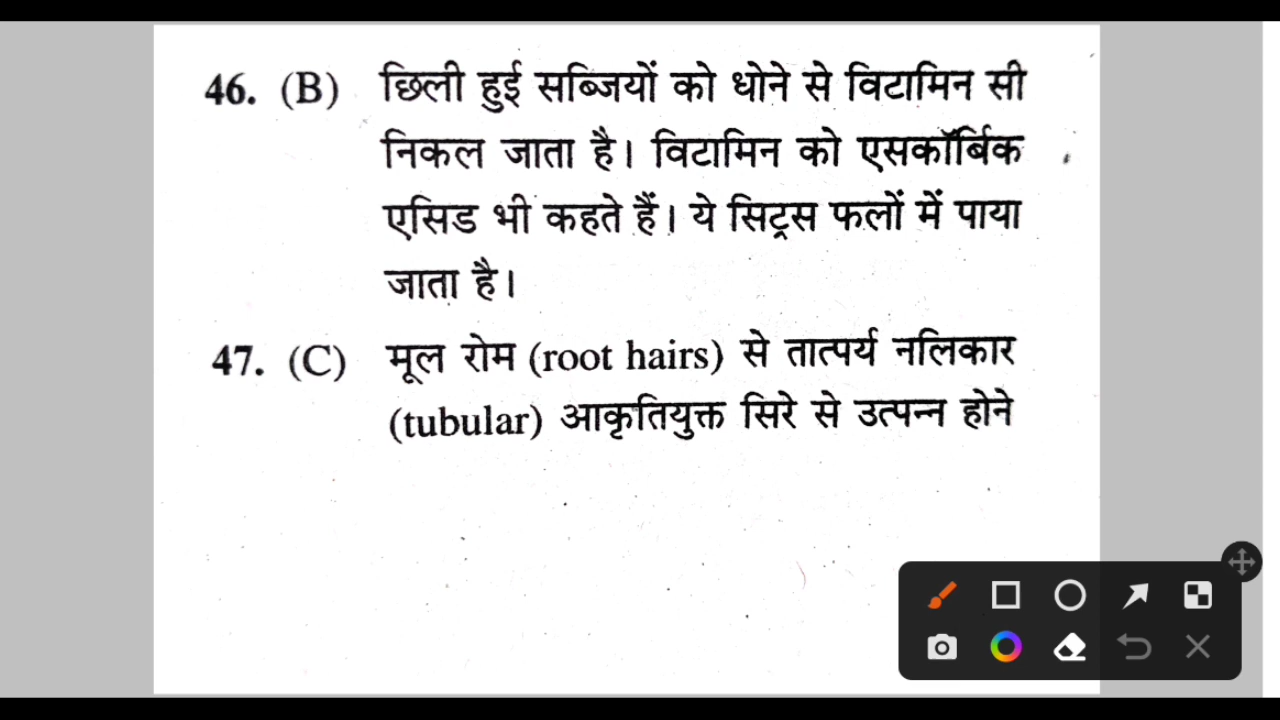 46. (B) छिली हुई सब्जियों को धोने से विटामिन सी
निकल जाता है। विटामिन को एसकॉर्बिक
एसिड भी कहते हैं। ये सिट्रस फलों में पाया
जाता है।
47. (C) मूल रोम (root hairs) से तात्पर्य नलिकार
(tubular) आकृतियुक्त सिरे से उत्पन्न होने